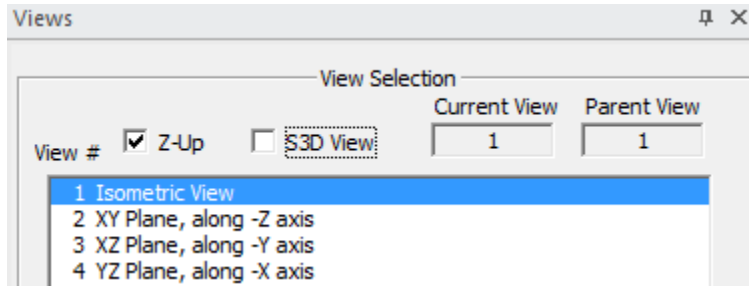 Views
View Selection
Current View Parent View
View # Z-Up S3D View 1 1
1 Isometric View
2 XY Plane, along -Z axis
3 XZ Plane, along -Y axis
4 YZ Plane, along -X axis